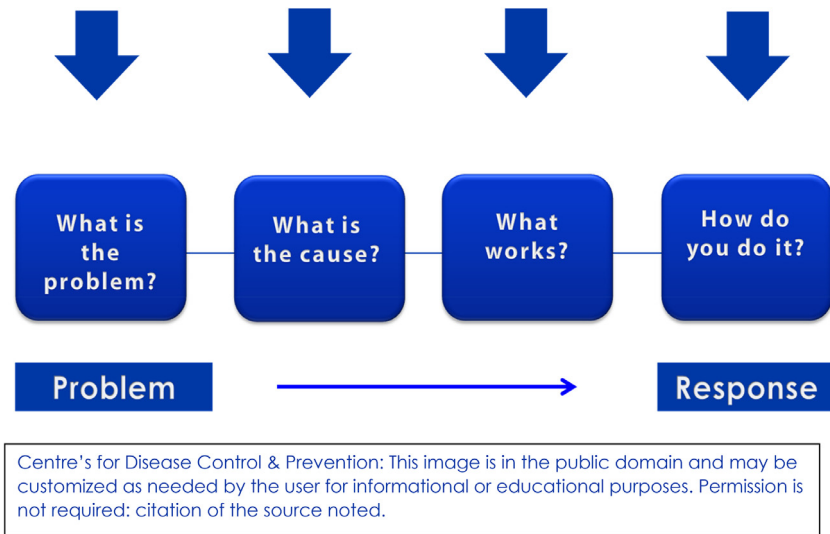 What is
the
problem?
What is
the cause?
What
works?
How do
you do it?
Problem
Response
Centre's for Disease Control & Prevention: This image is in the public domain and may be
customized as needed by the user for informational or educational purposes. Permission is
not required: citation of the source noted.